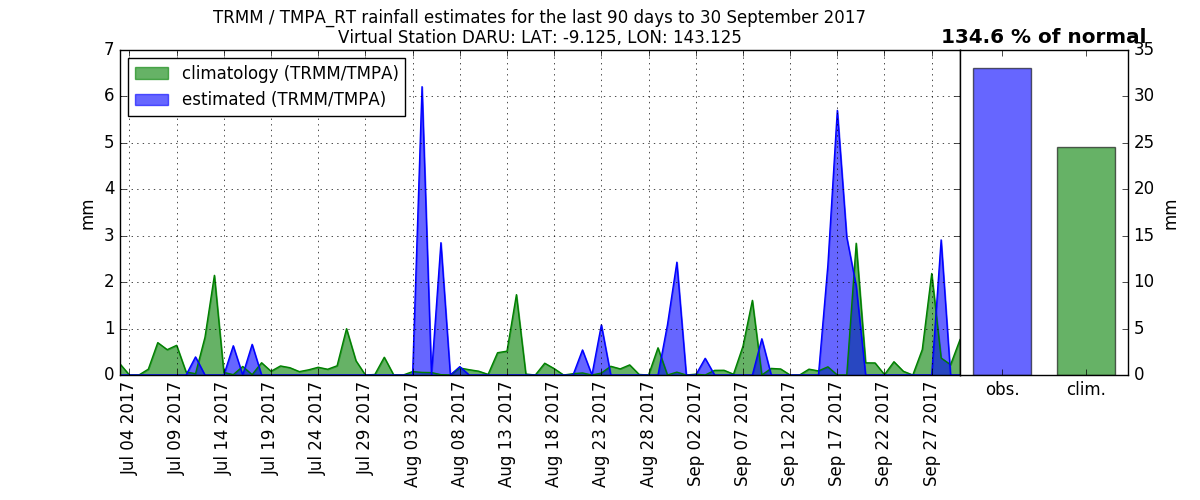 TRMM / TMPA_RT rainfall estimates for the last 90 days to 30 September 2017
Virtual Station DARU: LAT: -9.125, LON: 143.125
134.6 % of normal
climatology (TRMM/TMPA)
estimated (TRMM/TMPA)
7
6
5
4
3
2
1
0
mm
Jul 04 2017
Jul 09 2017
Jul 14 2017
Jul 19 2017
Jul 24 2017
Jul 29 2017
Aug 03 2017
Aug 08 2017
Aug 13 2017
Aug 18 2017
Aug 23 2017
Aug 28 2017
Sep 02 2017
Sep 07 2017
Sep 12 2017
Sep 17 2017
Sep 22 2017
Sep 27 2017
obs.
clim.
35
30
25
20
15
10
5
0
mm